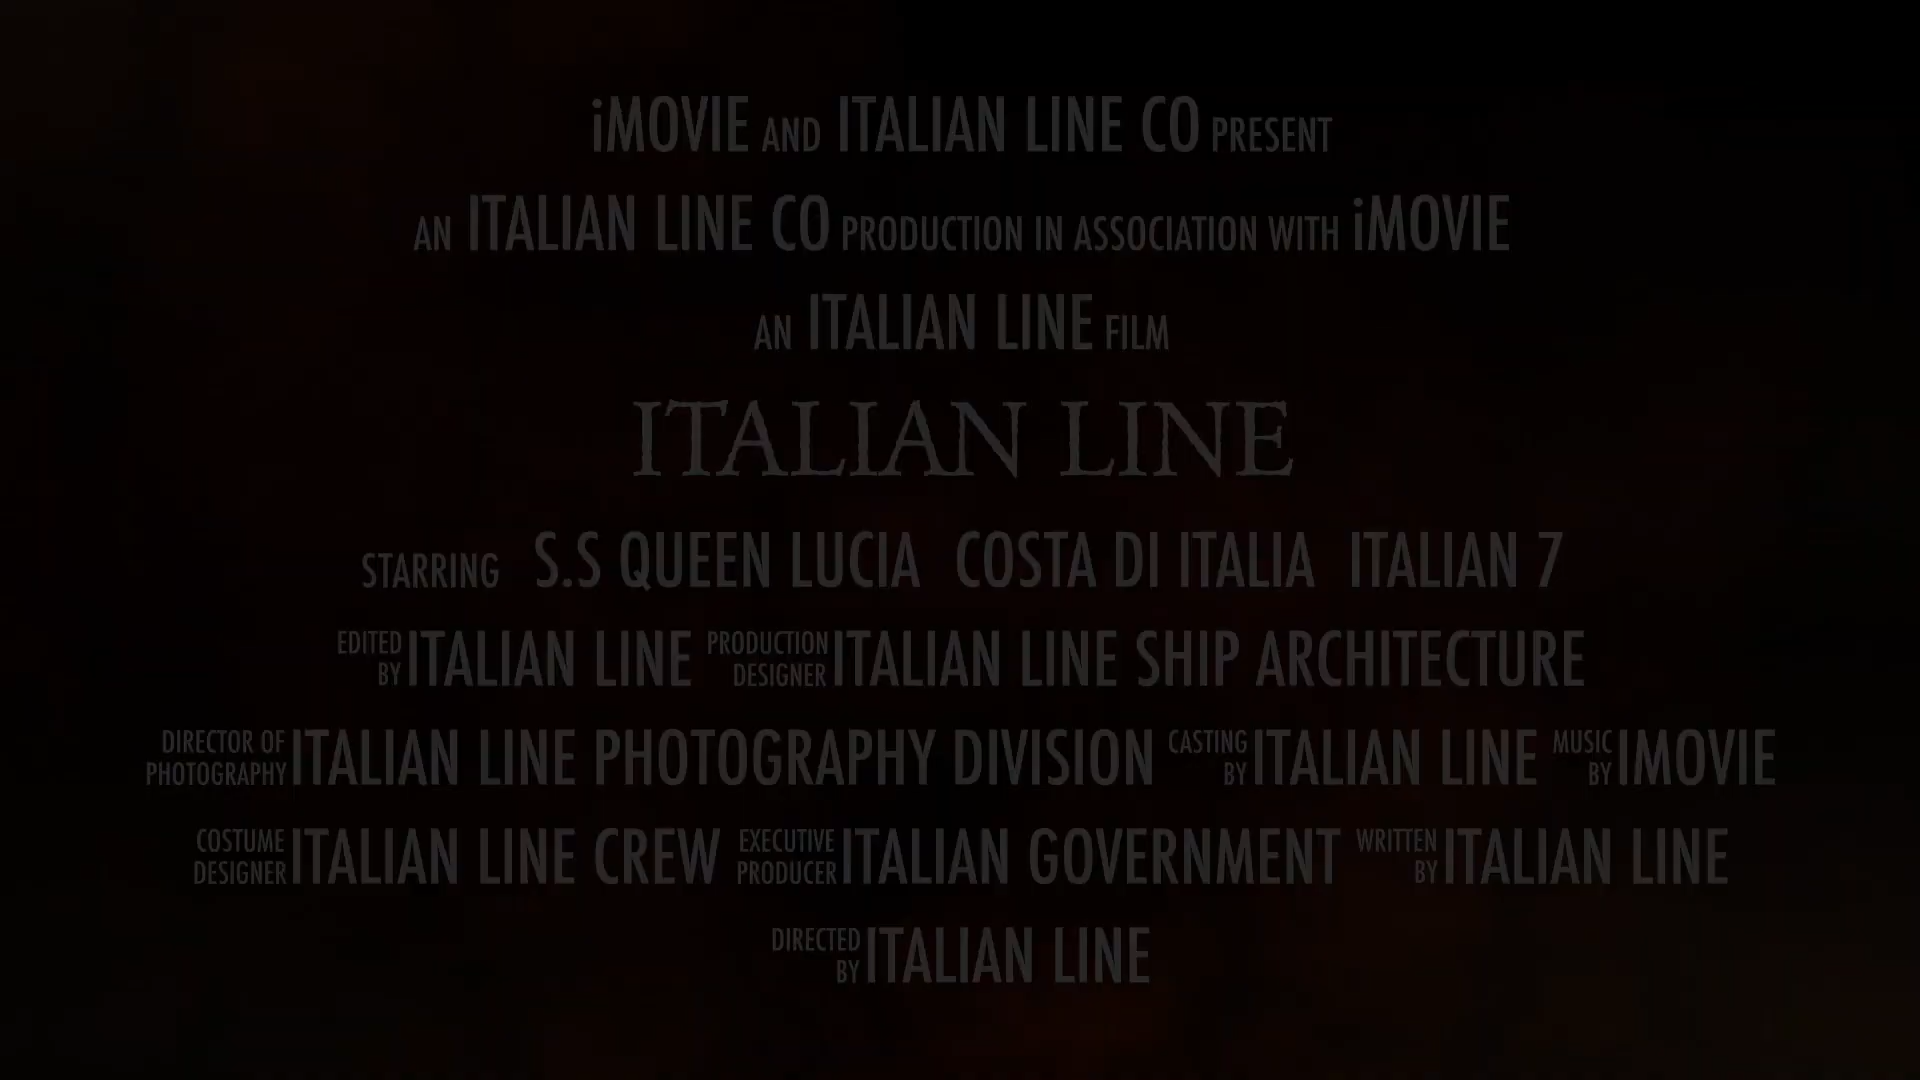 iMOVIE AND ITALIAN LINE CO PRESENT
AN ITALIAN LINE CO PRODUCTION IN ASSOCIATION WITH iMOVIE
AN ITALIAN LINE FILM
ITALIAN LINE
STARRING S.S QUEEN LUCIA COSTA DI ITALIA ITALIAN 7
EDITED BY ITALIAN LINE PRODUCTION DESIGNER ITALIAN LINE SHIP ARCHITECTURE
DIRECTOR OF PHOTOGRAPHY ITALIAN LINE PHOTOGRAPHY DIVISION CASTING BY ITALIAN LINE MUSIC BY IMOVIE
COSTUME DESIGNER ITALIAN LINE CREW EXECUTIVE PRODUCER ITALIAN GOVERNMENT WRITTEN BY ITALIAN LINE
DIRECTED BY ITALIAN LINE